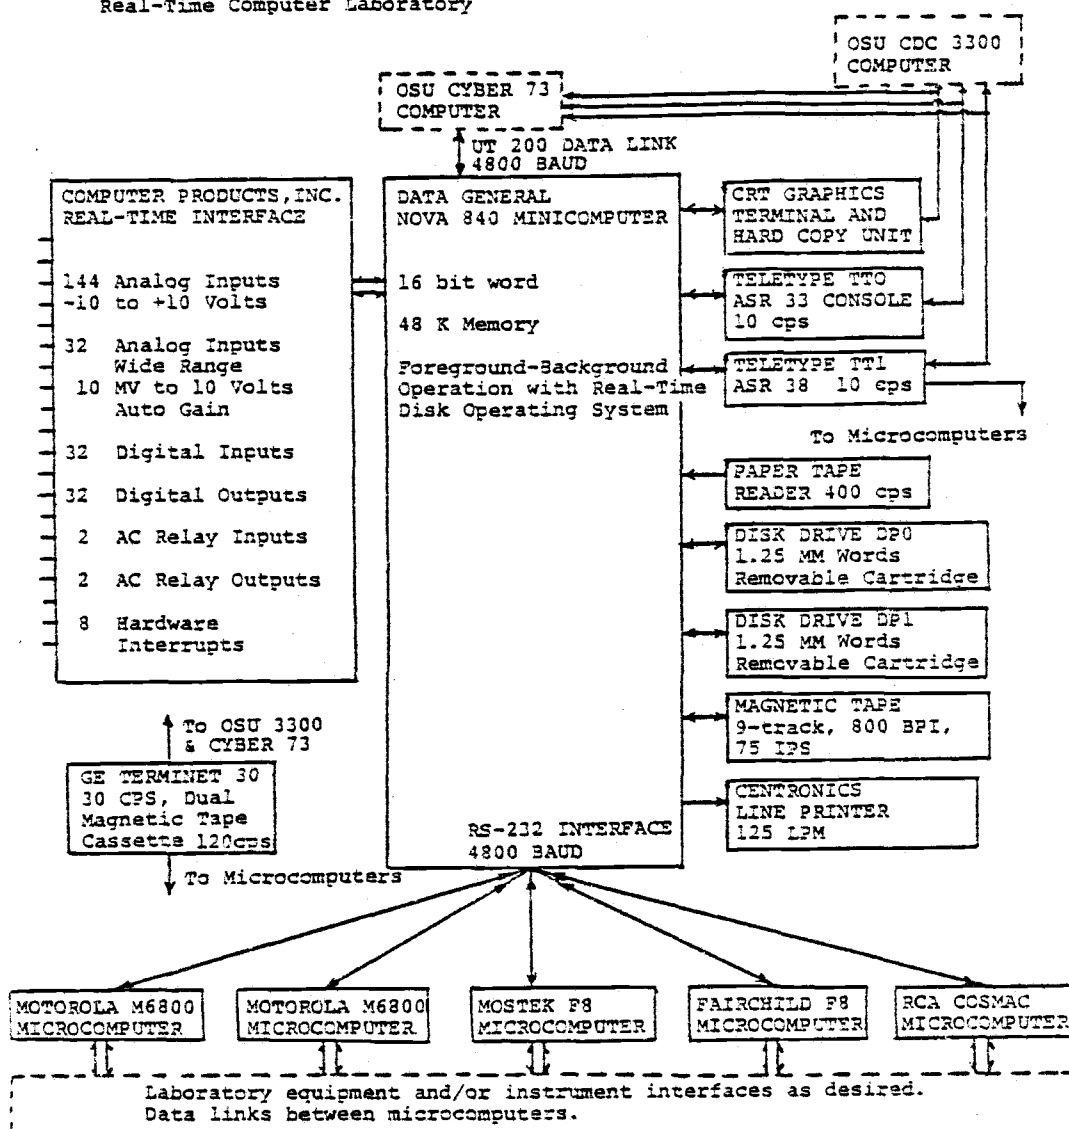 Real-Time Computer Laboratory
OSU CDC 3300
COMPUTER
OSU CYBER 73
COMPUTER
UT 200 DATA LINK
4800 BAUD
COMPUTER PRODUCTS, INC.
REAL-TIME INTERFACE
144 Analog Inputs
-10 to +10 Volts
32 Analog Inputs
Wide Range
10 MV to 10 Volts
Auto Gain
32 Digital Inputs
32 Digital Outputs
2 AC Relay Inputs
2 AC Relay Outputs
8 Hardware
Interrupts
DATA GENERAL
NOVA 840 MINICOMPUTER
16 bit word
48 K Memory
Foreground-Background
Operation with Real-Time
Disk Operating System
RS-232 INTERFACE
4800 BAUD
CRT GRAPHICS
TERMINAL AND
HARD COPY UNIT
TELETYPE TTO
ASR 33 CONSOLE
10 cps
TELETYPE TT1
ASR 38 10 cps
To Microcomputers
PAPER TAPE
READER 400 cps
DISK DRIVE DP0
1.25 MM Words
Removable Cartridge
DISK DRIVE DP1
1.25 MM Words
Removable Cartridge
MAGNETIC TAPE
9-track, 800 BPI,
75 IPS
CENTRONICS
LINE PRINTER
125 LPM
To OSU 3300
& CYBER 73
GE TERMINET 30
30 CPS, Dual
Magnetic Tape
Cassette 120cps
To Microcomputers
MOTOROLA M6800
MICROCOMPUTER
MOTOROLA M6800
MICROCOMPUTER
MOSTEK F8
MICROCOMPUTER
FAIRCHILD F8
MICROCOMPUTER
RCA COSMAC
MICROCOMPUTER
Laboratory equipment and/or instrument interfaces as desired.
Data links between microcomputers.